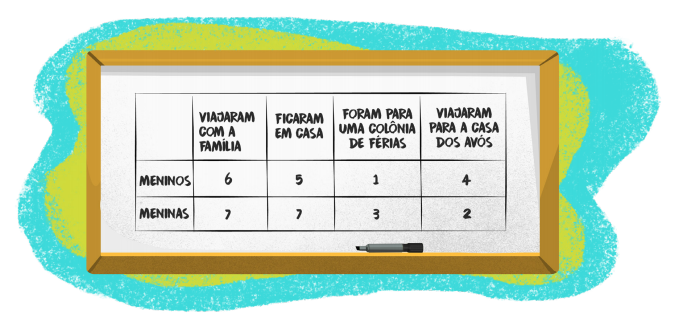 VIAJARAM
COM A
FAMÍLIA
FICARAM
EM CASA
FORAM PARA
UMA COLÔNIA
DE FÉRIAS
VIAJARAM
PARA A CASA
DOS AVÓS
MENINOS 6 5 1 4
MENINAS 7 7 3 2